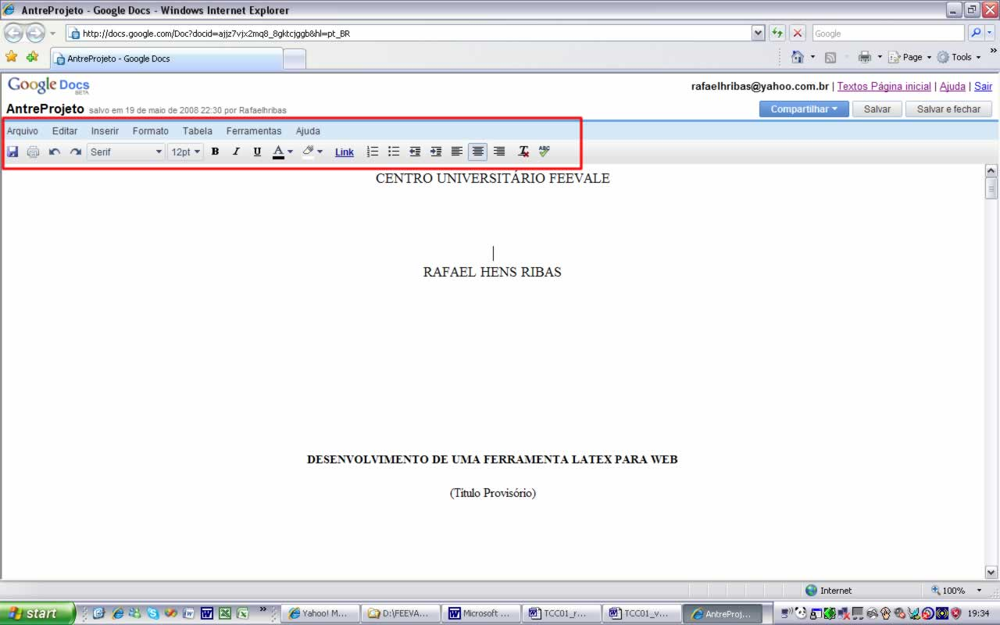 AntreProjeto - Google Docs - Windows Internet Explorer
http://docs.google.com/Doc?docid=ajjz7vjx2mq8_8gktcjggb&hl=pt_BR
Google
AntreProjeto - Google Docs
Page Tools
Google Docs
BETA
rafaelhribas@yahoo.com.br | Textos Página inicial | Ajuda | Sair
AntreProjeto salvo em 19 de maio de 2008 22:30 por Rafaelhribas
Compartilhar Salvar Salvar e fechar
Arquivo Editar Inserir Formato Tabela Ferramentas Ajuda
Serif 12pt B I U A Link ABC
CENTRO UNIVERSITÁRIO FEEVALE
RAFAEL HENS RIBAS
DESENVOLVIMENTO DE UMA FERRAMENTA LATEX PARA WEB
(Título Provisório)
Internet 100%
start Yahoo! M... D:\FEEVA... Microsoft ... TCC01_r... TCC01_v... AntreProj... 19:34